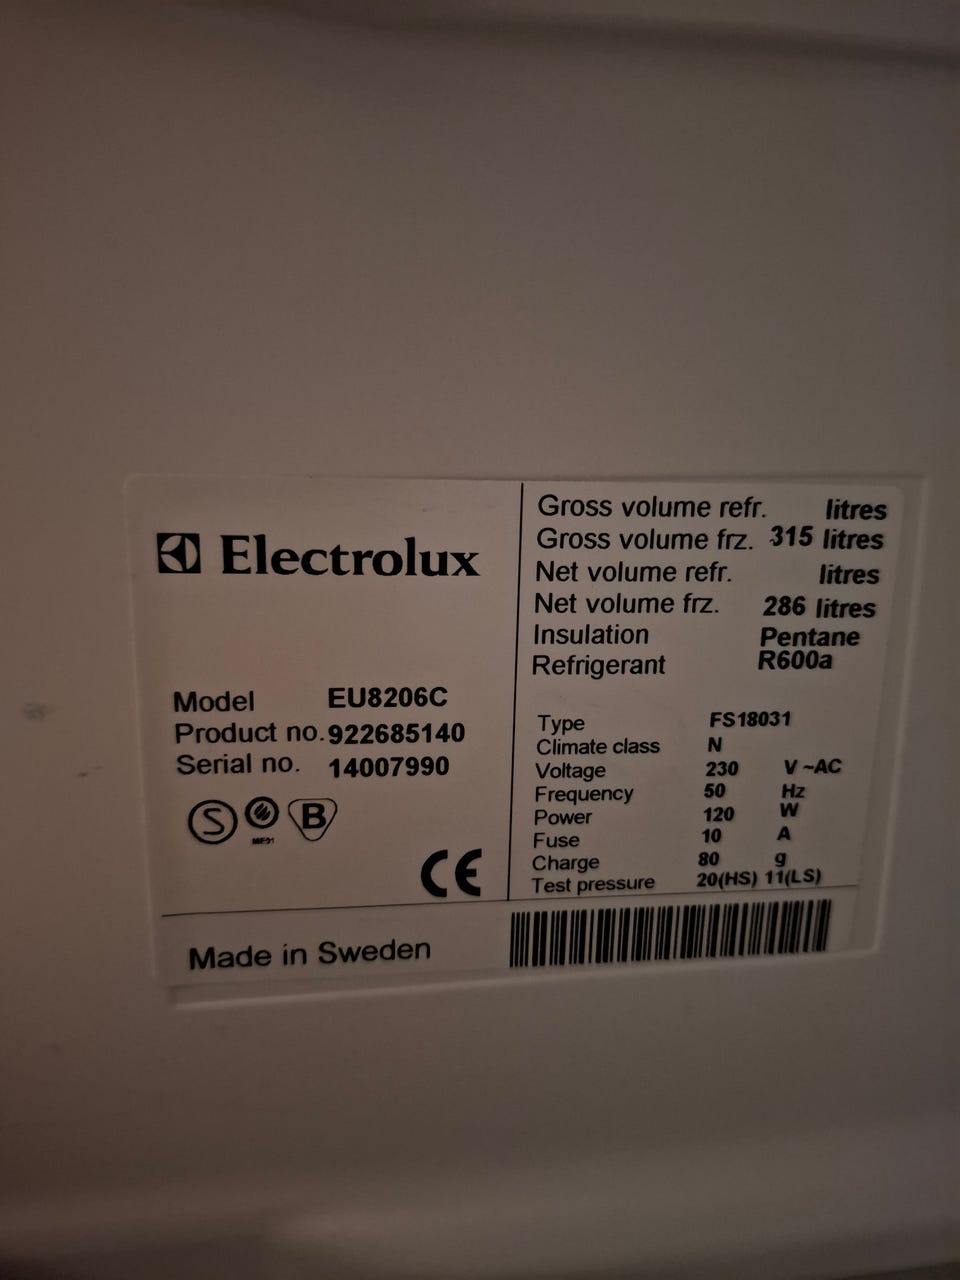 Electrolux
Model EU8206C
Product no. 922685140
Serial no. 14007990
S
B
CE
Made in Sweden
Gross volume refr. litres
Gross volume frz. 315 litres
Net volume refr. litres
Net volume frz. 286 litres
Insulation Pentane
Refrigerant R600a
Type FS18031
Climate class N
Voltage 230 V ~AC
Frequency 50 Hz
Power 120 W
Fuse 10 A
Charge 80 g
Test pressure 20(HS) 11(LS)